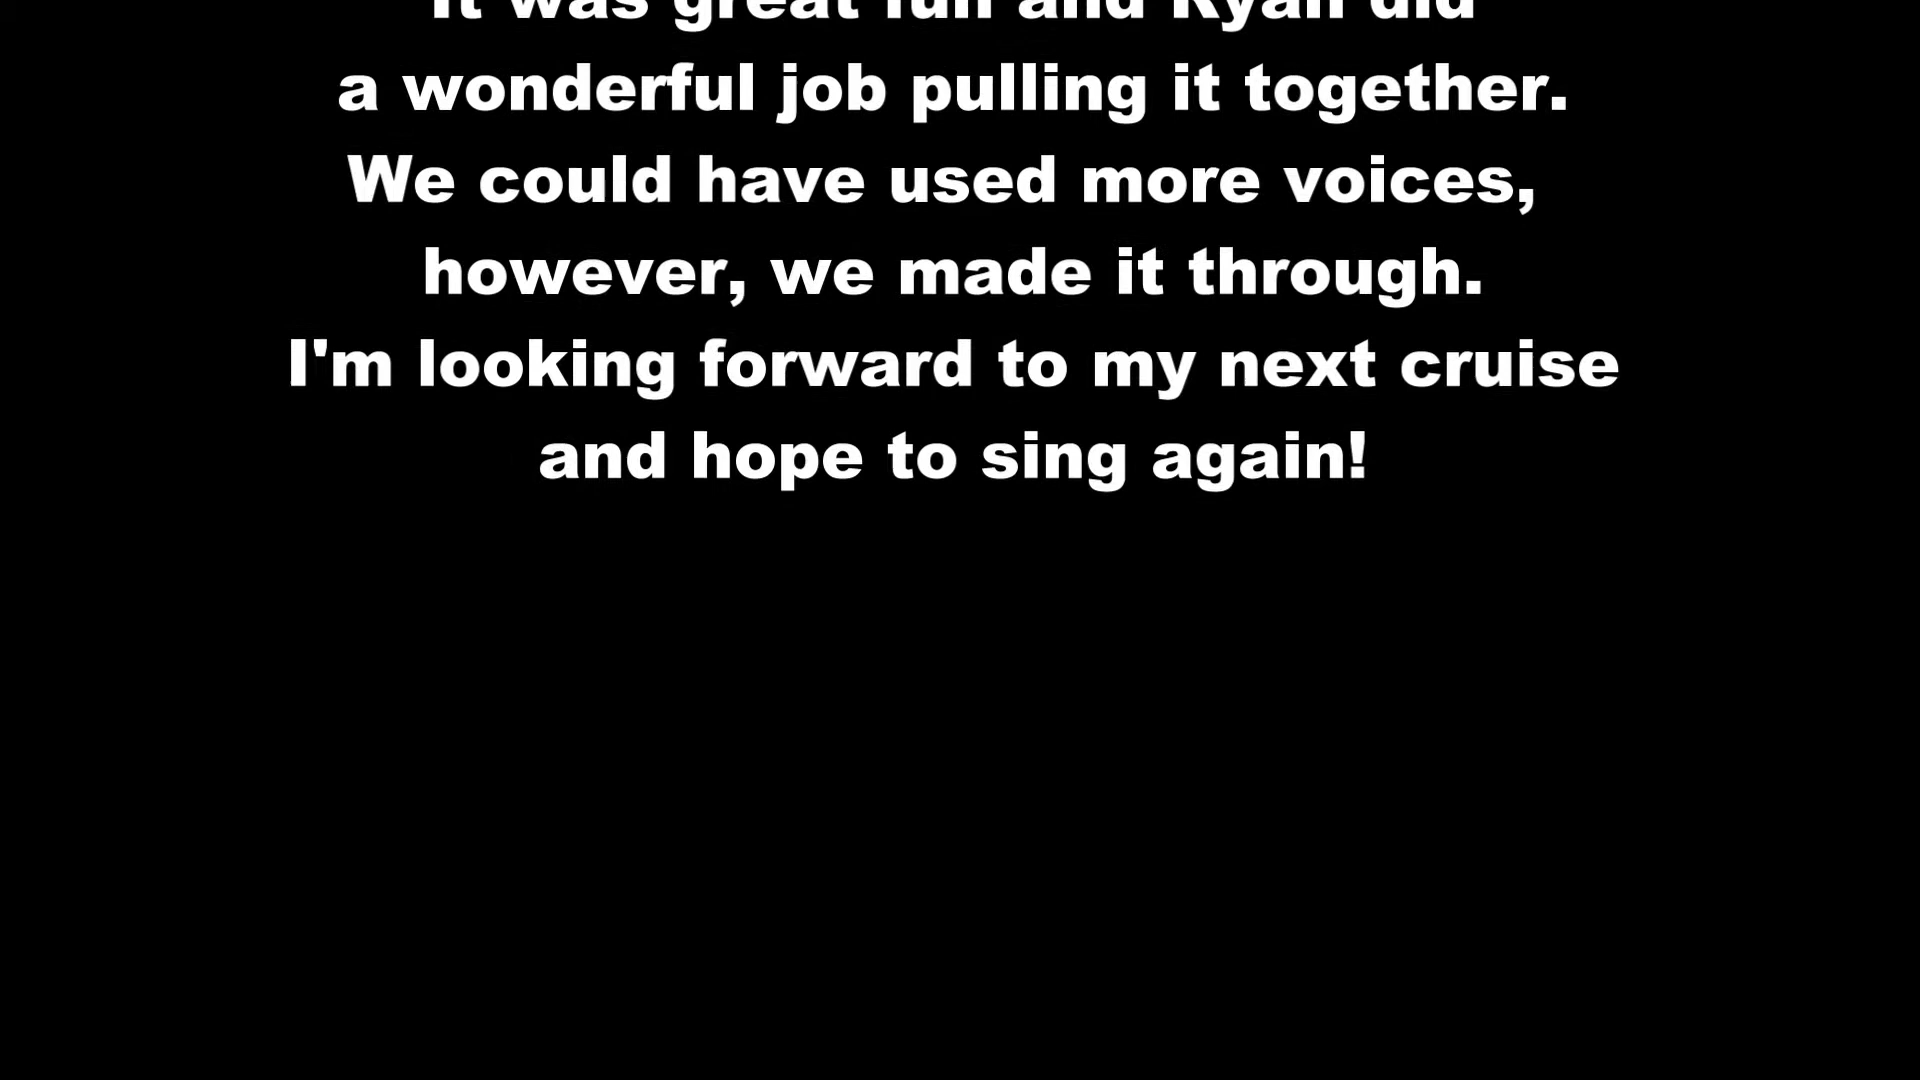 It was great fun and Ryan did
a wonderful job pulling it together.
We could have used more voices,
however, we made it through.
I'm looking forward to my next cruise
and hope to sing again!